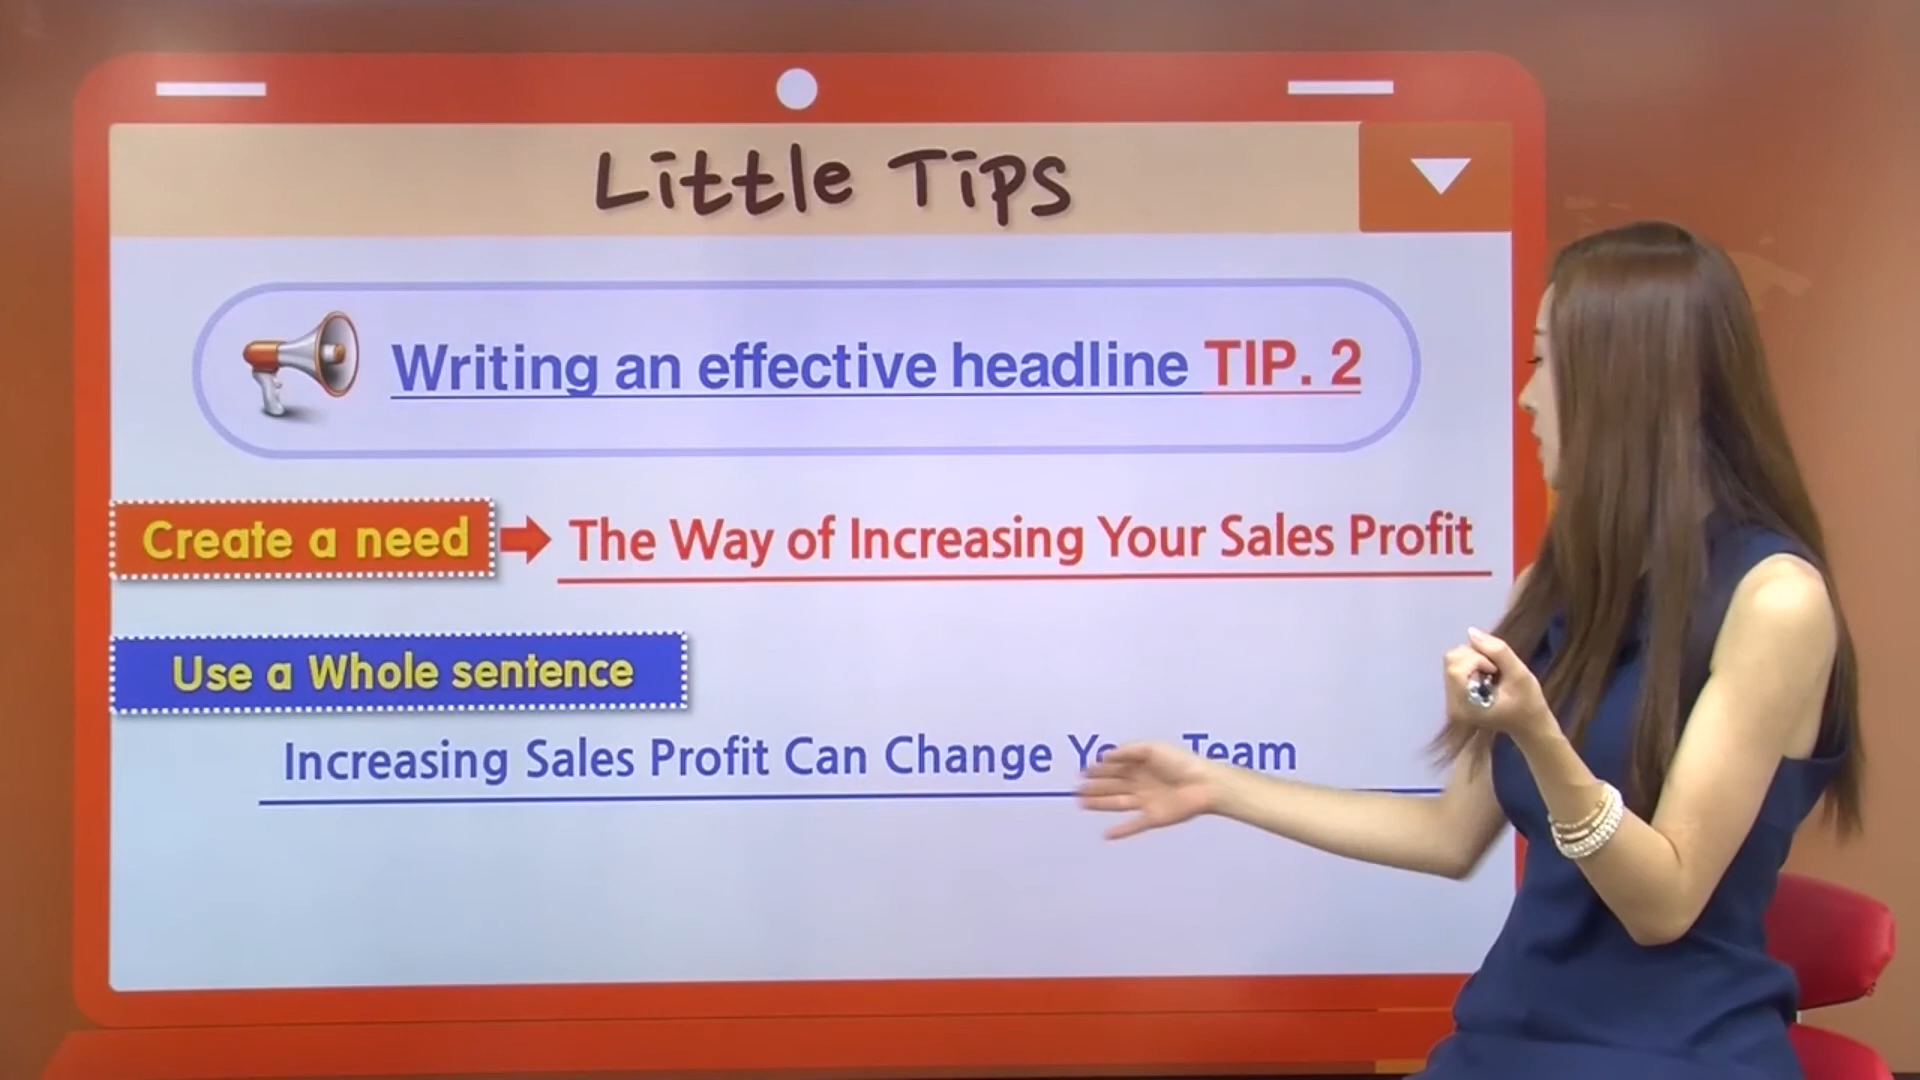 Little Tips
Writing an effective headline TIP. 2
Create a need
The Way of Increasing Your Sales Profit
Use a Whole sentence
Increasing Sales Profit Can Change Team